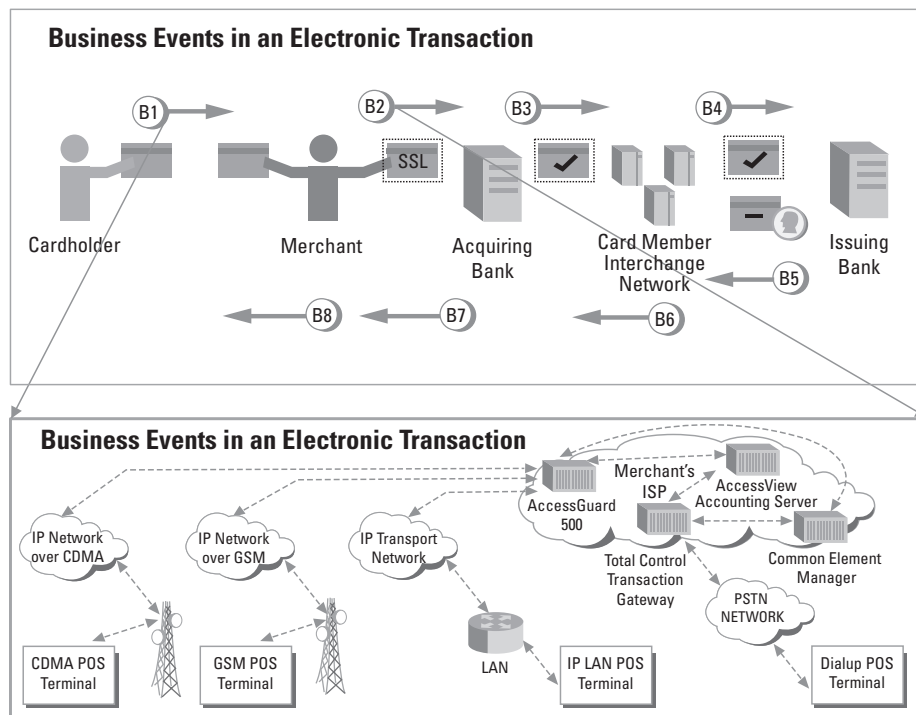 Business Events in an Electronic Transaction
B1
B2
B3
B4
SSL
Cardholder
Merchant
Acquiring
Bank
Card Member
Interchange
Network
Issuing
Bank
B5
B8
B7
B6
Business Events in an Electronic Transaction
Merchant's
ISP
AccessGuard
500
AccessView
Accounting Server
IP Network
over CDMA
IP Network
over GSM
IP Transport
Network
Total Control
Transaction
Gateway
Common Element
Manager
PSTN
NETWORK
CDMA POS
Terminal
GSM POS
Terminal
LAN
IP LAN POS
Terminal
Dialup POS
Terminal